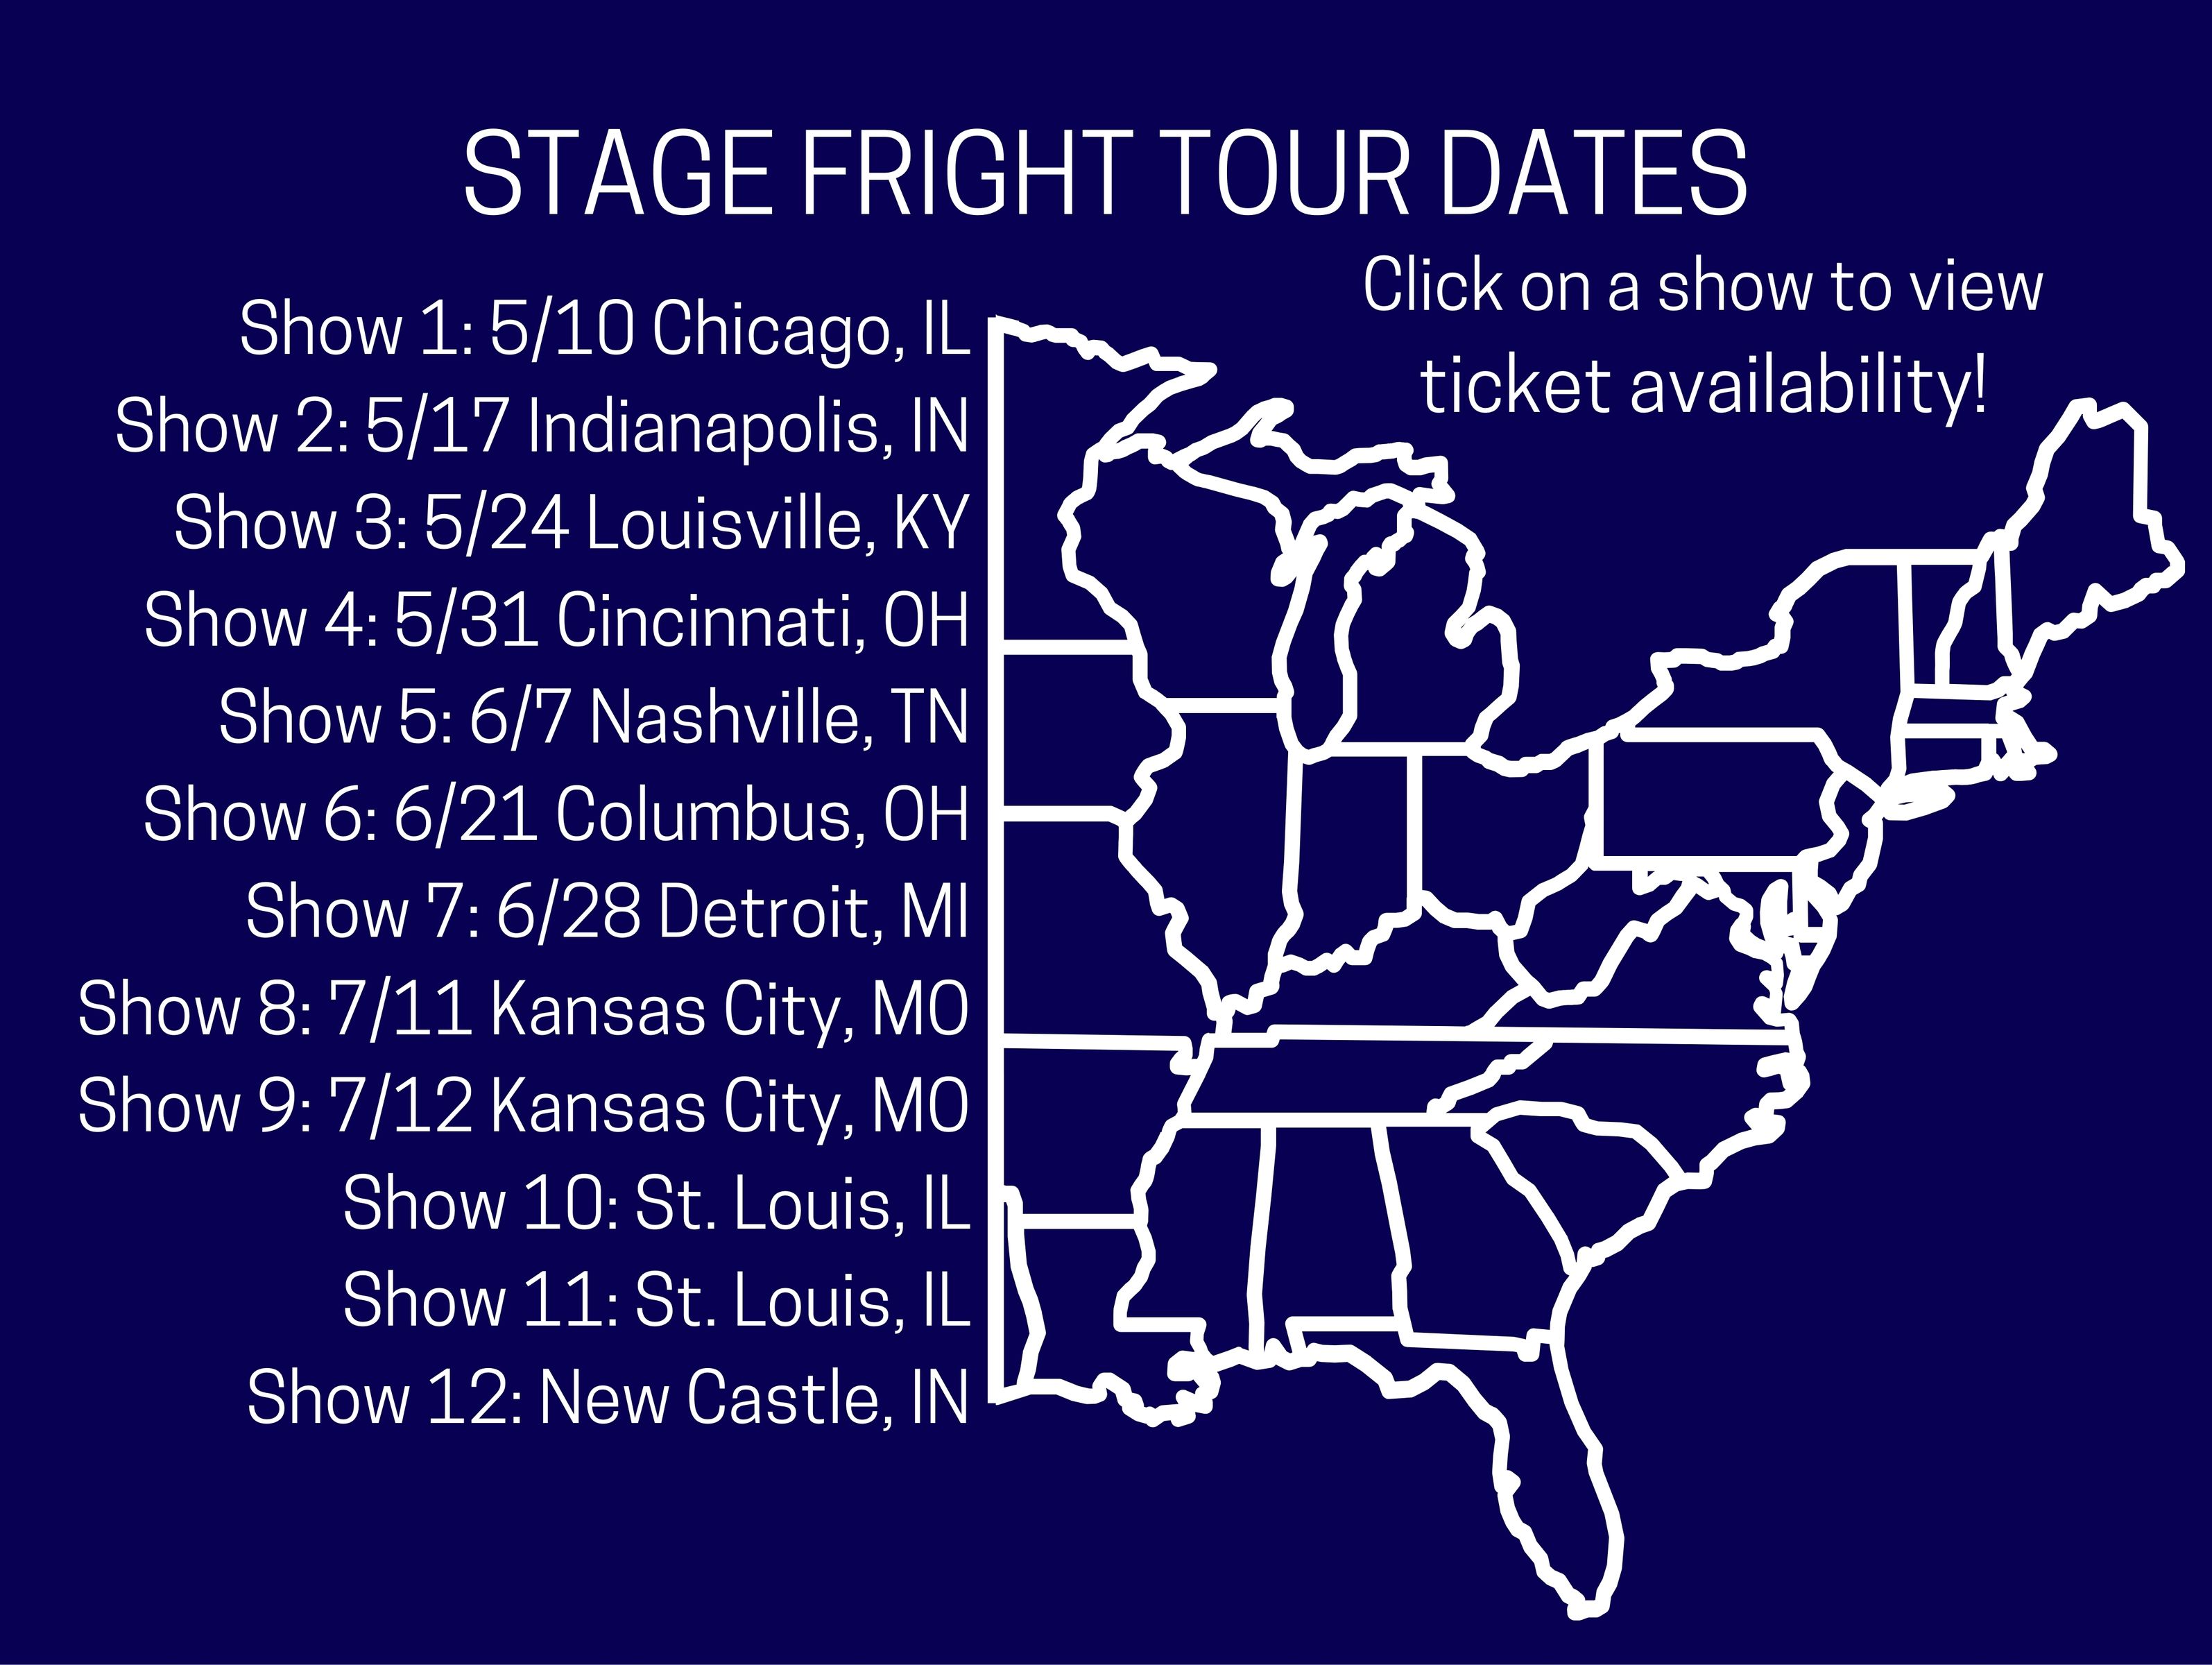 STAGE FRIGHT TOUR DATES
Click on a show to view
ticket availability!
Show 1: 5/10 Chicago, IL
Show 2: 5/17 Indianapolis, IN
Show 3: 5/24 Louisville, KY
Show 4: 5/31 Cincinnati, OH
Show 5: 6/7 Nashville, TN
Show 6: 6/21 Columbus, OH
Show 7: 6/28 Detroit, MI
Show 8: 7/11 Kansas City, MO
Show 9: 7/12 Kansas City, MO
Show 10: St. Louis, IL
Show 11: St. Louis, IL
Show 12: New Castle, IN